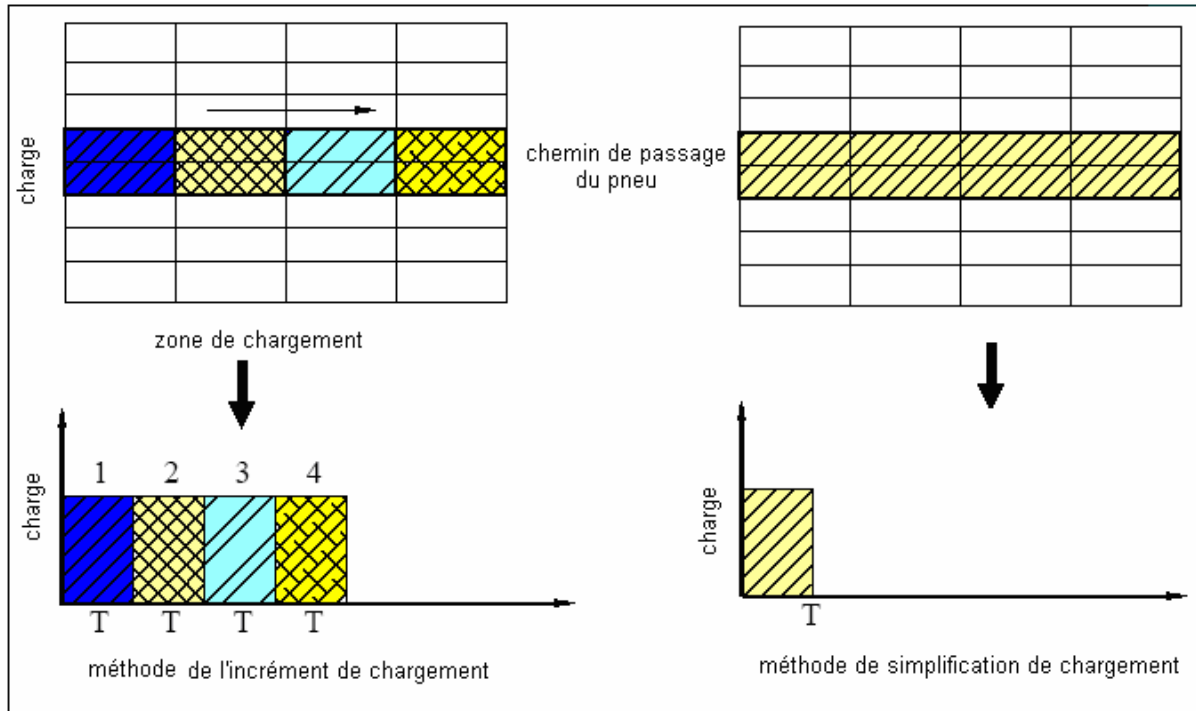 charge
zone de chargement
chemin de passage
du pneu
charge
1 2 3 4
T T T T
méthode de l'incrément de chargement
charge
T
méthode de simplification de chargement